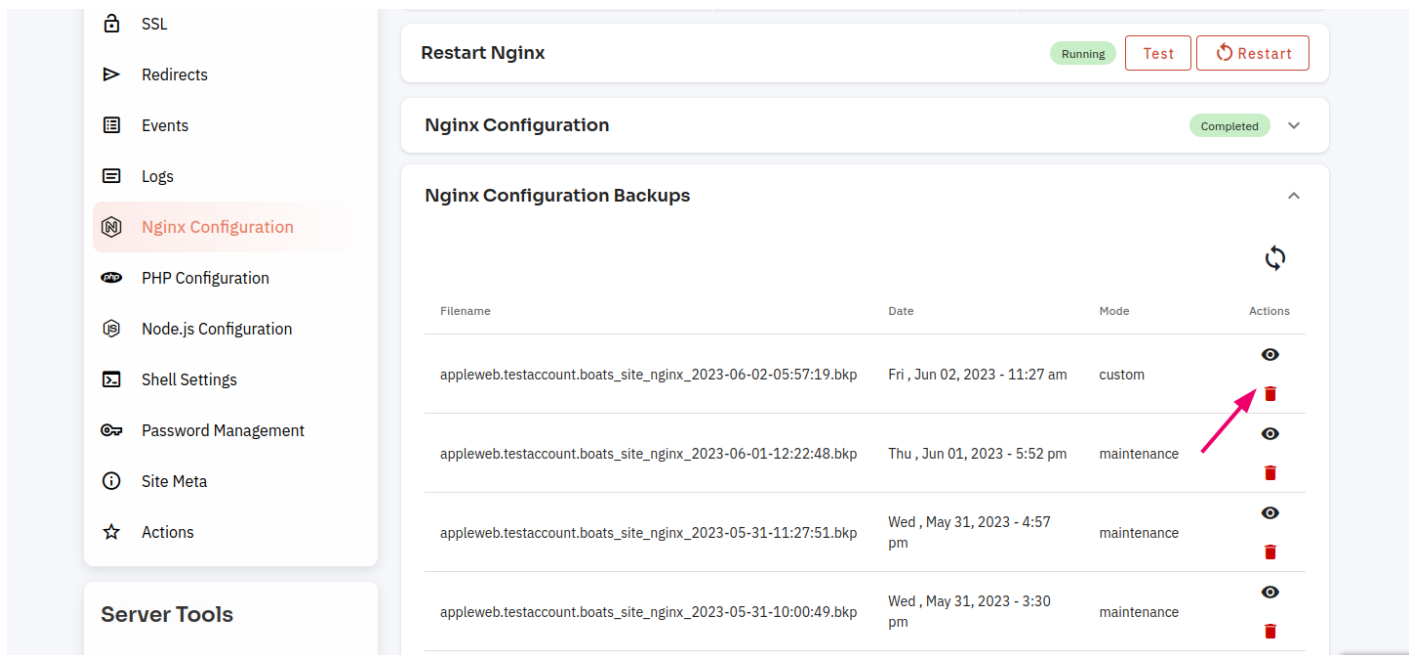 SSL
Redirects
Events
Logs
Nginx Configuration
PHP Configuration
Node.js Configuration
Shell Settings
Password Management
Site Meta
Actions
Server Tools
Restart Nginx Running Test Restart
Nginx Configuration Completed
Nginx Configuration Backups
Filename Date Mode Actions
appleweb.testaccount.boats_site_nginx_2023-06-02-05:57:19.bkp Fri , Jun 02, 2023 - 11:27 am custom
appleweb.testaccount.boats_site_nginx_2023-06-01-12:22:48.bkp Thu , Jun 01, 2023 - 5:52 pm maintenance
appleweb.testaccount.boats_site_nginx_2023-05-31-11:27:51.bkp Wed , May 31, 2023 - 4:57
pm maintenance
appleweb.testaccount.boats_site_nginx_2023-05-31-10:00:49.bkp Wed , May 31, 2023 - 3:30
pm maintenance